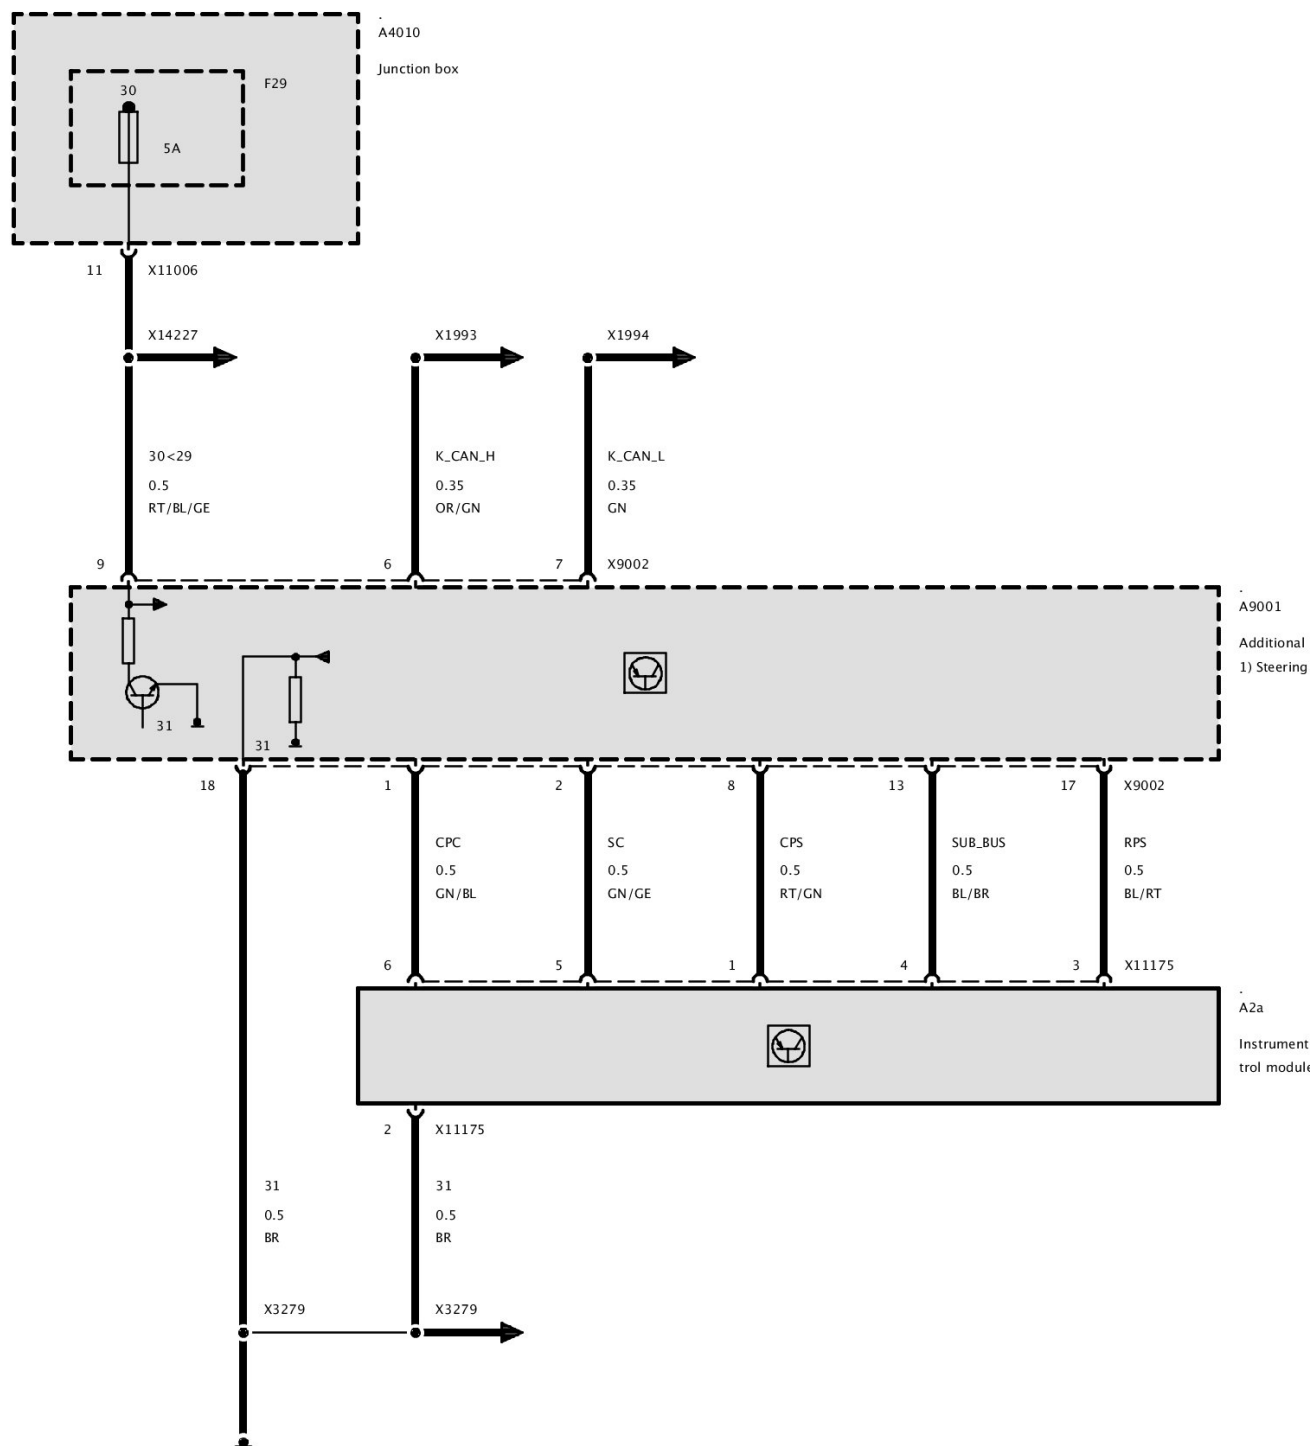 .
A4010
Junction box
F29
30
5A
11 X11006
X14227
X1993
X1994
30<29
0.5
RT/BL/GE
K_CAN_H
0.35
OR/GN
K_CAN_L
0.35
GN
9
6
7 X9002
.
A9001
Additional
1) Steering
31
31
18
1
2
8
13
17 X9002
CPC
0.5
GN/BL
SC
0.5
GN/GE
CPS
0.5
RT/GN
SUB_BUS
0.5
BL/BR
RPS
0.5
BL/RT
6
5
1
4
3 X11175
.
A2a
Instrument
trol module
2 X11175
31
0.5
BR
31
0.5
BR
X3279
X3279